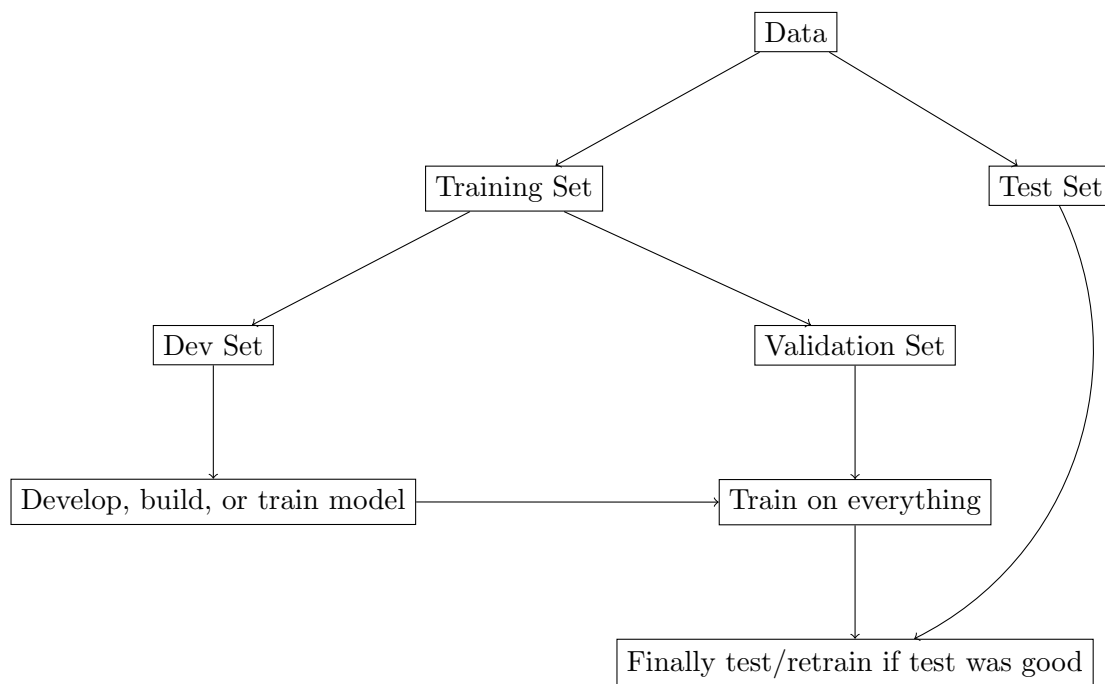 Data
Training Set
Test Set
Dev Set
Validation Set
Develop, build, or train model
Train on everything
Finally test/retrain if test was good